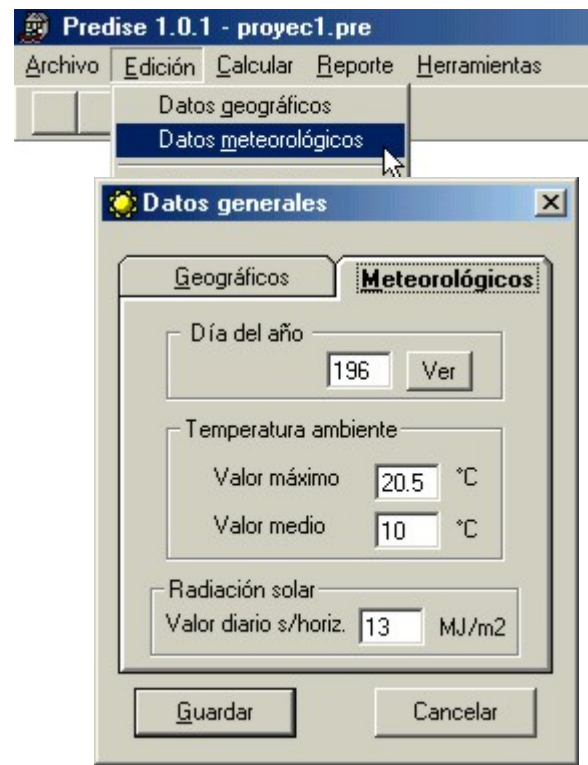 Predise 1.0.1 - proyec1.pre
Archivo Edición Calcular Reporte Herramientas
Datos geográficos
Datos meteorológicos
Datos generales
Geográficos Meteorológicos
Día del año
196 Ver
Temperatura ambiente
Valor máximo 20.5 °C
Valor medio 10 °C
Radiación solar
Valor diario s/horiz. 13 MJ/m2
Guardar Cancelar